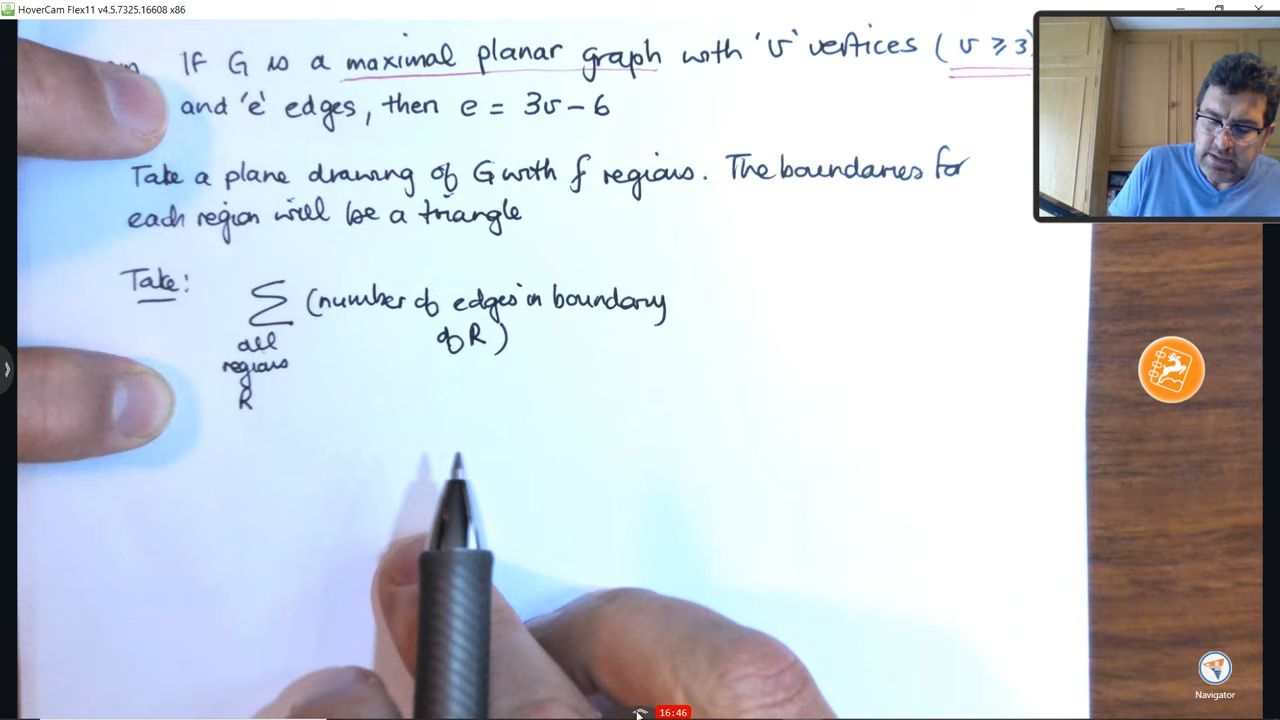 HoverCam Flex11 v4.5.7325.16608 x86
If G is a maximal planar graph with 'v' vertices (v ≥ 3)
and 'e' edges, then e = 3v - 6
Take a plane drawing of G with f regions. The boundaries for
each region will be a triangle
Take:
Σ (number of edges in boundary
of R)
all
regions
R
Navigator
16:46